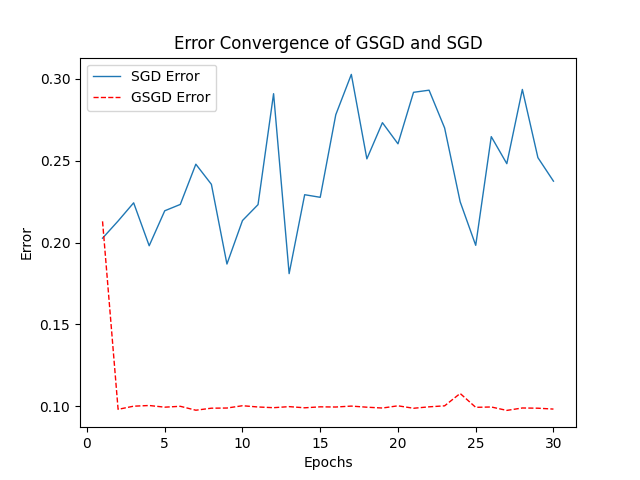 Error Convergence of GSGD and SGD
SGD Error
GSGD Error
0.30
0.25
0.20
0.15
0.10
Error
0 5 10 15 20 25 30
Epochs